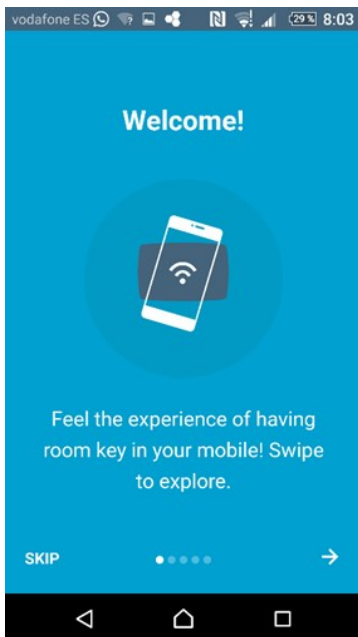 vodafone ES 29% 8:03
Welcome!
Feel the experience of having
room key in your mobile! Swipe
to explore.
SKIP